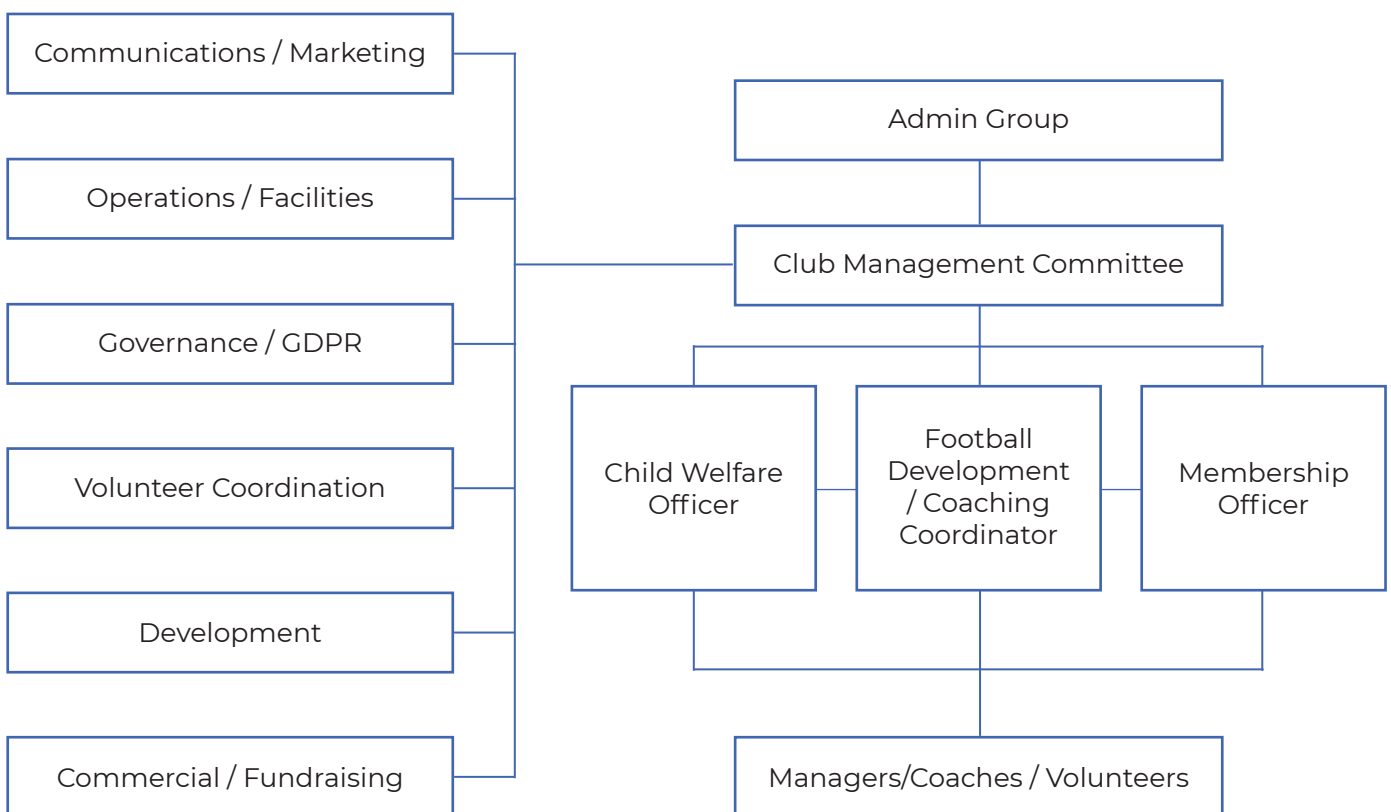 Communications / Marketing
Operations / Facilities
Governance / GDPR
Volunteer Coordination
Development
Commercial / Fundraising
Admin Group
Club Management Committee
Child Welfare
Officer
Football
Development
/ Coaching
Coordinator
Membership
Officer
Managers/Coaches / Volunteers